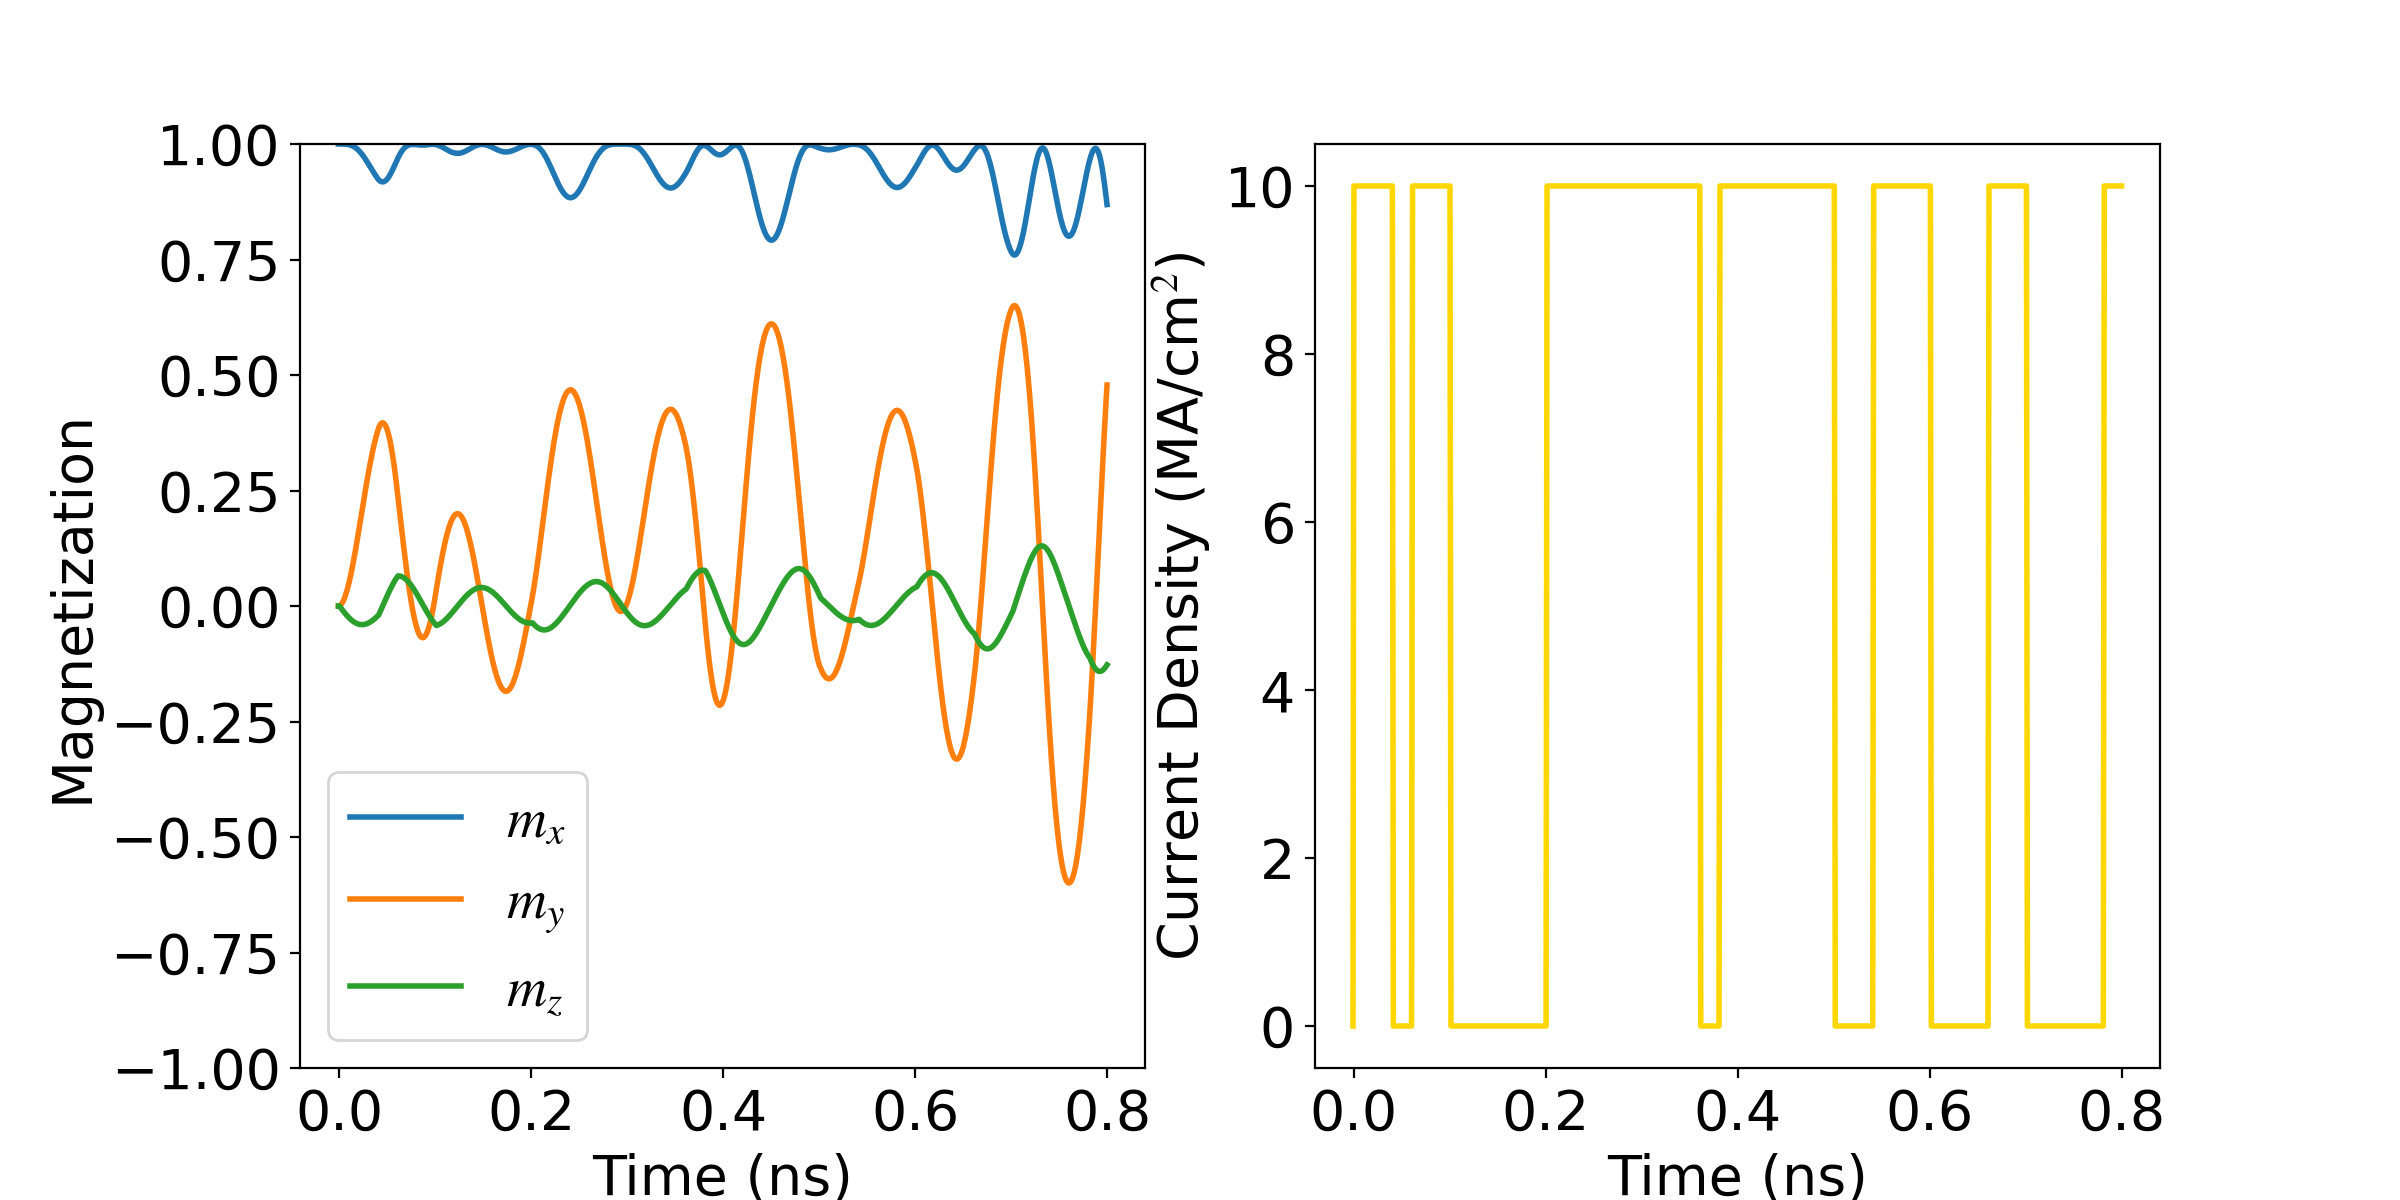 Magnetization
1.00
0.75
0.50
0.25
0.00
−0.25
−0.50
−0.75
−1.00
m_x
m_y
m_z
0.0 0.2 0.4 0.6 0.8
Time (ns)
Current Density (MA/cm²)
10
8
6
4
2
0
0.0 0.2 0.4 0.6 0.8
Time (ns)